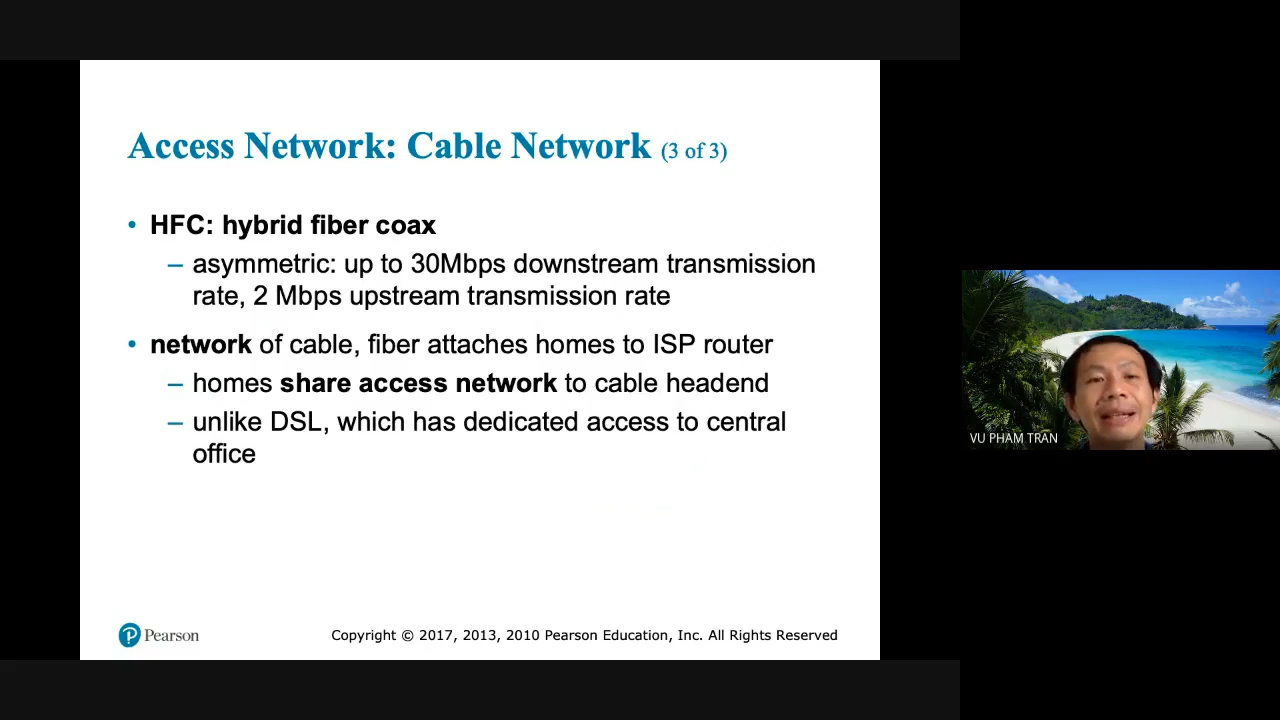 Access Network: Cable Network (3 of 3)
• HFC: hybrid fiber coax
– asymmetric: up to 30Mbps downstream transmission
rate, 2 Mbps upstream transmission rate
• network of cable, fiber attaches homes to ISP router
– homes share access network to cable headend
– unlike DSL, which has dedicated access to central
office
VU PHAM TRAN
Pearson
Copyright © 2017, 2013, 2010 Pearson Education, Inc. All Rights Reserved